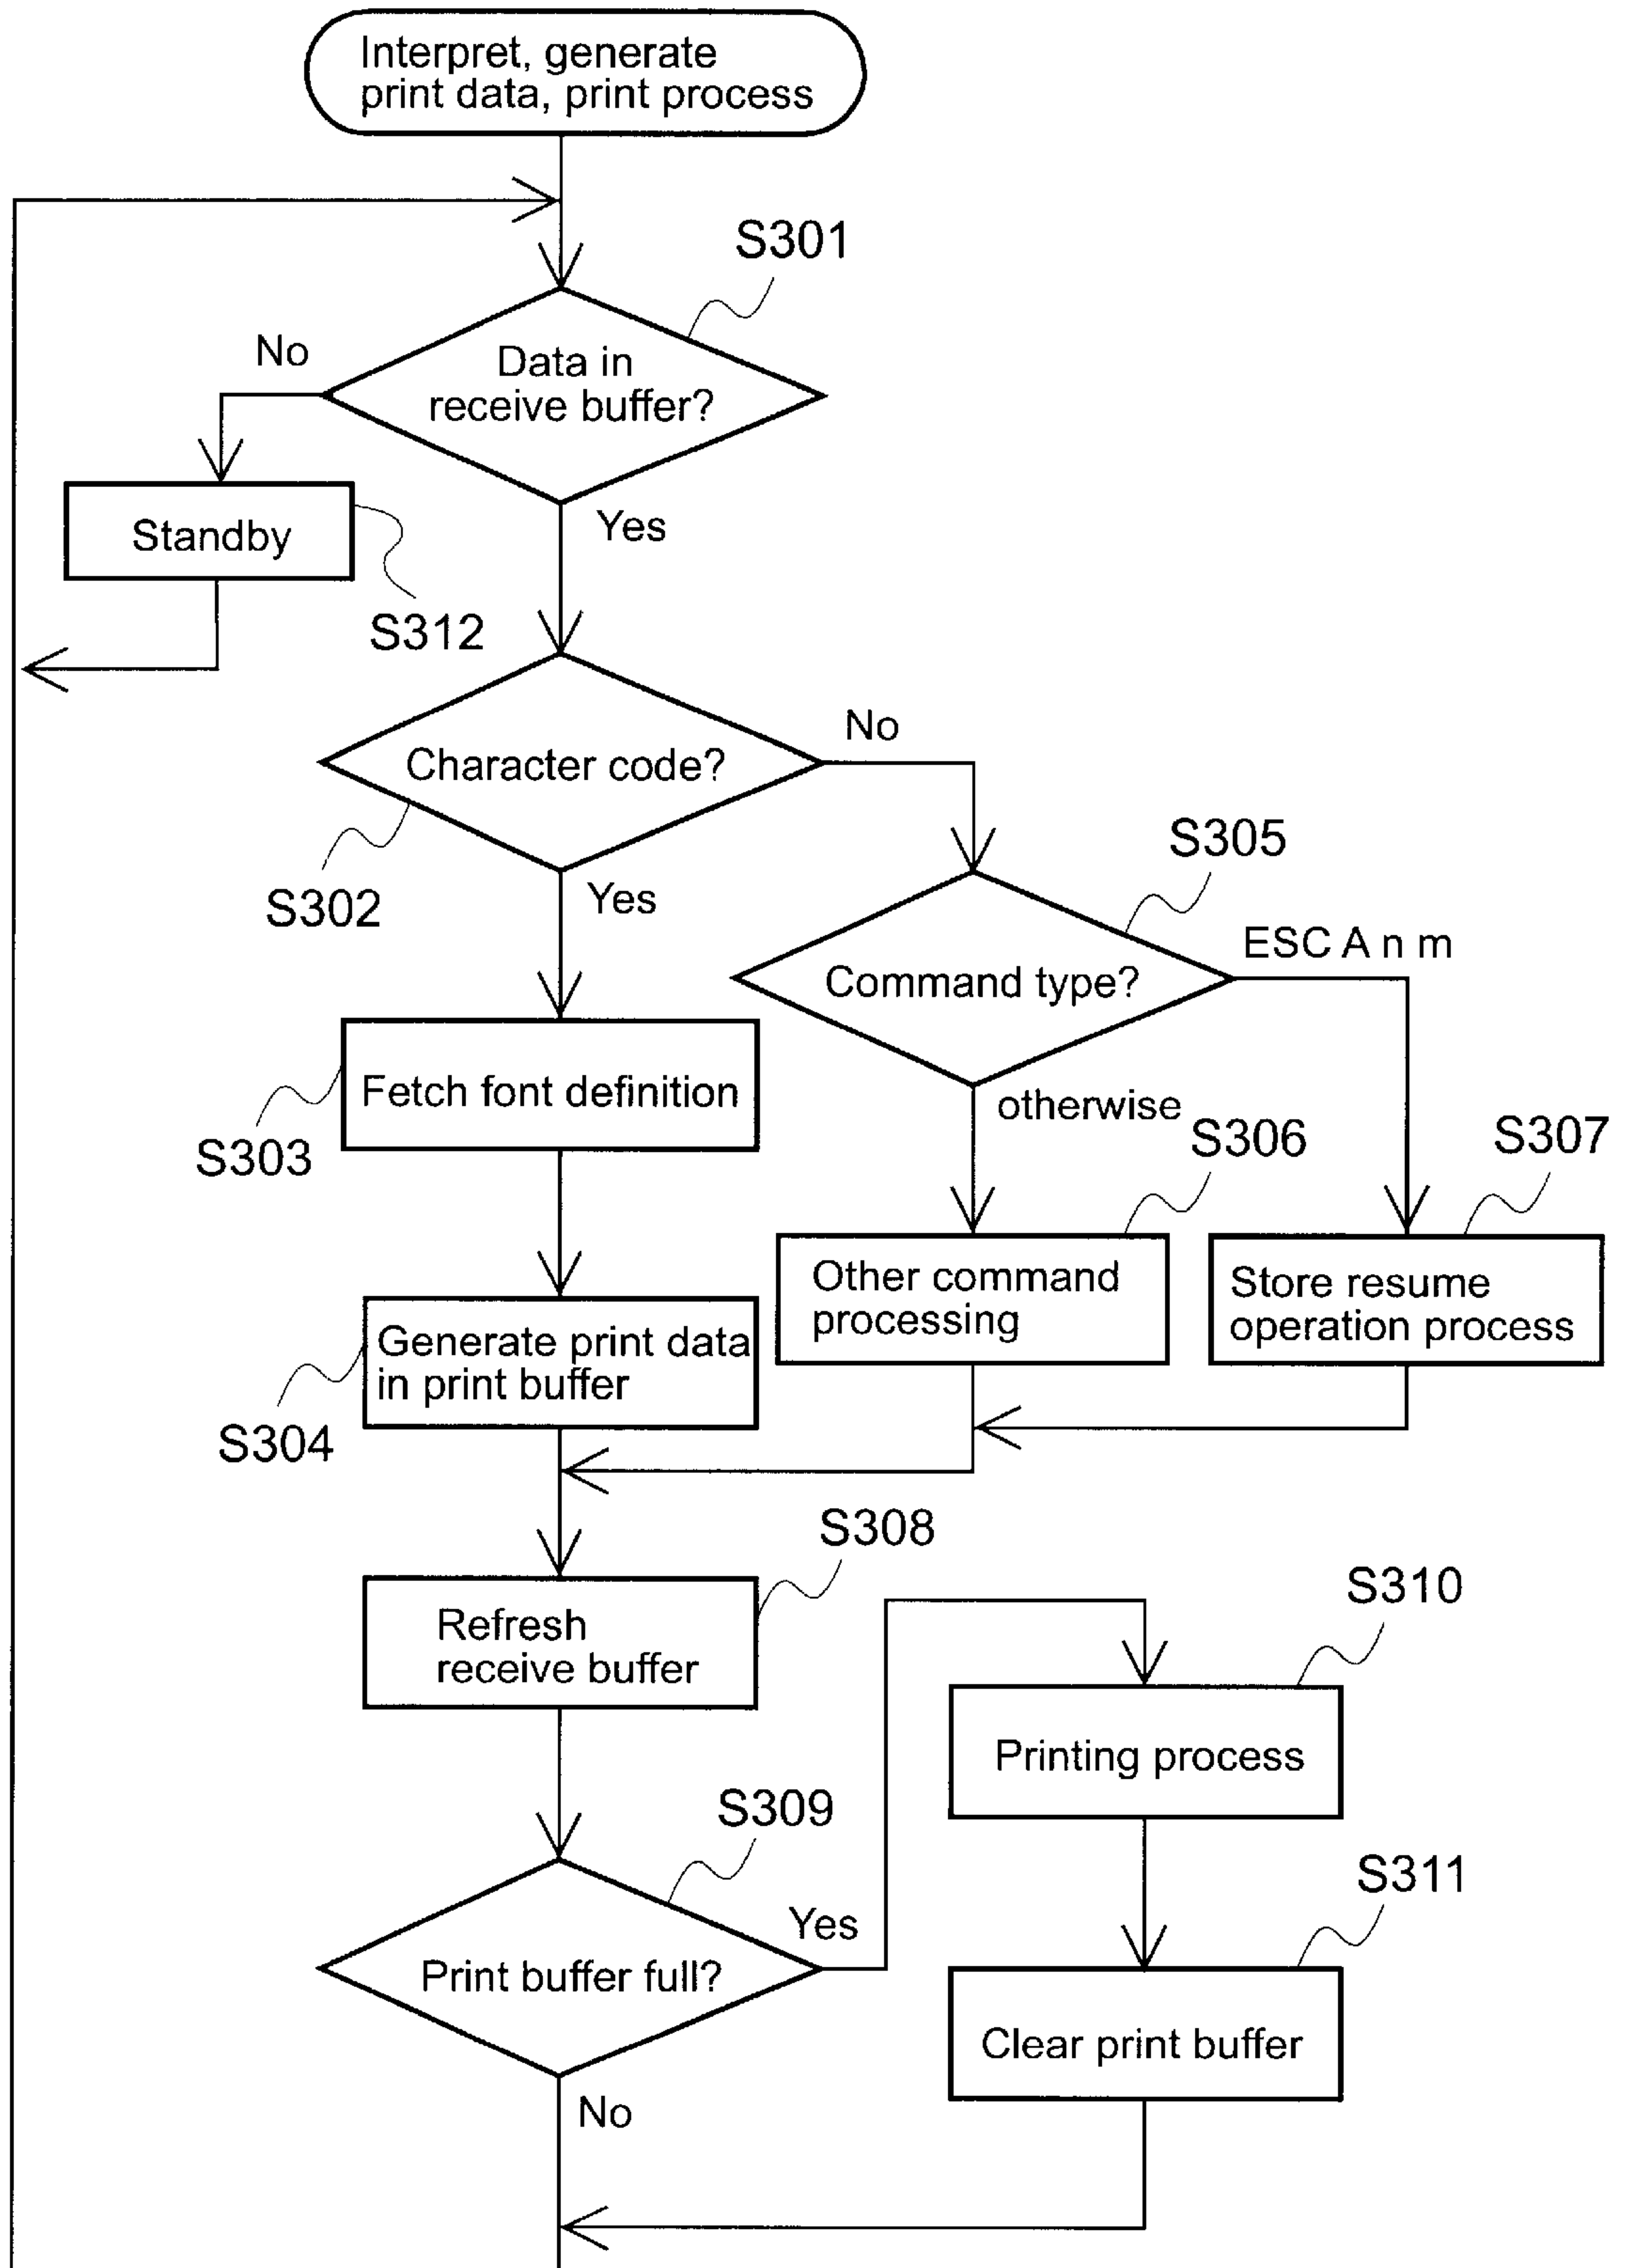 Interpret, generate
print data, print process
S301
No
Data in
receive buffer?
Yes
Standby
S312
No
Character code?
S302
Yes
S305
ESC A n m
Command type?
otherwise
Fetch font definition
S303
S306
S307
Other command
processing
Store resume
operation process
Generate print data
in print buffer
S304
S308
Refresh
receive buffer
S310
Printing process
S309
Yes
Print buffer full?
S311
Clear print buffer
No